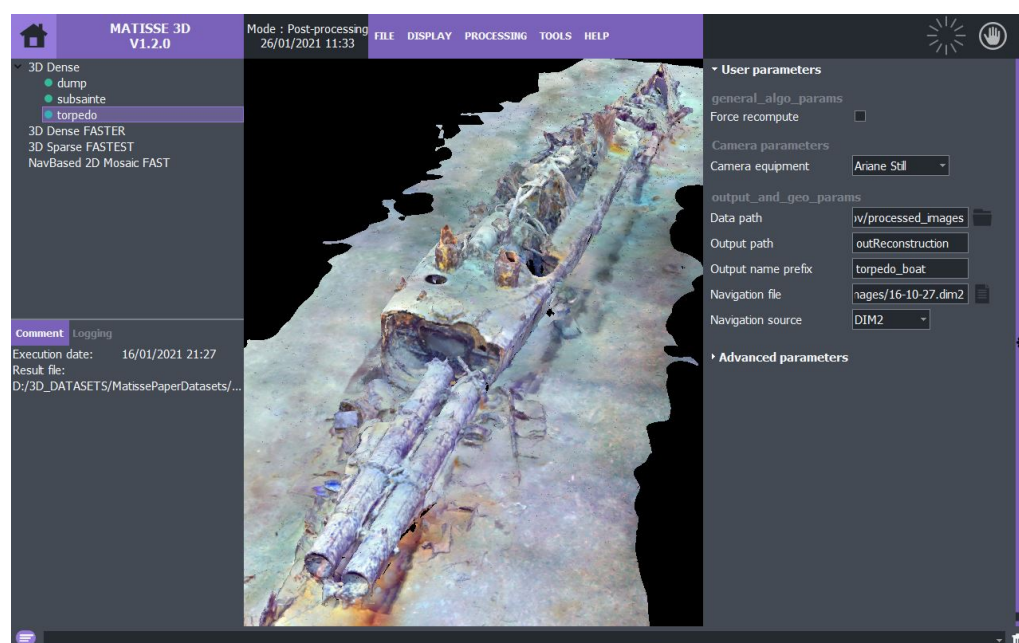 MATISSE 3D
V1.2.0
Mode : Post-processing
26/01/2021 11:33
FILE DISPLAY PROCESSING TOOLS HELP
3D Dense
dump
subsainte
torpedo
3D Dense FASTER
3D Sparse FASTEST
NavBased 2D Mosaic FAST
Comment Logging
Execution date: 16/01/2021 21:27
Result file:
D:/3D_DATASETS/MatissePaperDatasets/...
User parameters
general_algo_params
Force recompute
Camera parameters
Camera equipment Ariane Still
output_and_geo_params
Data path ov/processed_images
Output path outReconstruction
Output name prefix torpedo_boat
Navigation file nages/16-10-27.dim2
Navigation source DIM2
Advanced parameters